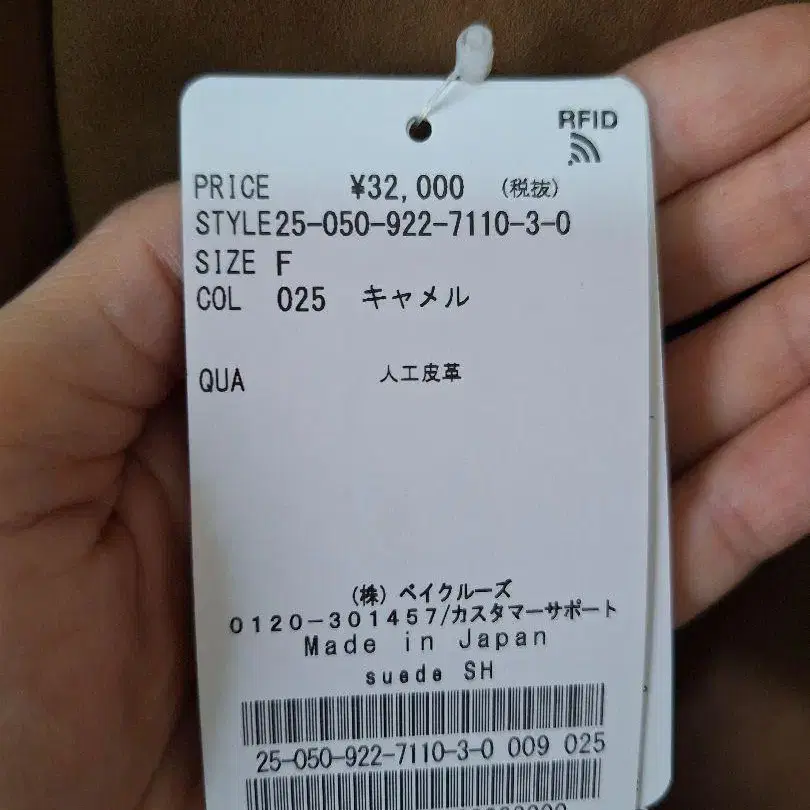 RFID
PRICE ¥32,000 (税抜)
STYLE 25-050-922-7110-3-0
SIZE F
COL 025 キャメル
QUA 人工皮革
(株) ベイクルーズ
0120-301457/カスタマーサポート
Made in Japan
suede SH
25-050-922-7110-3-0 009 025